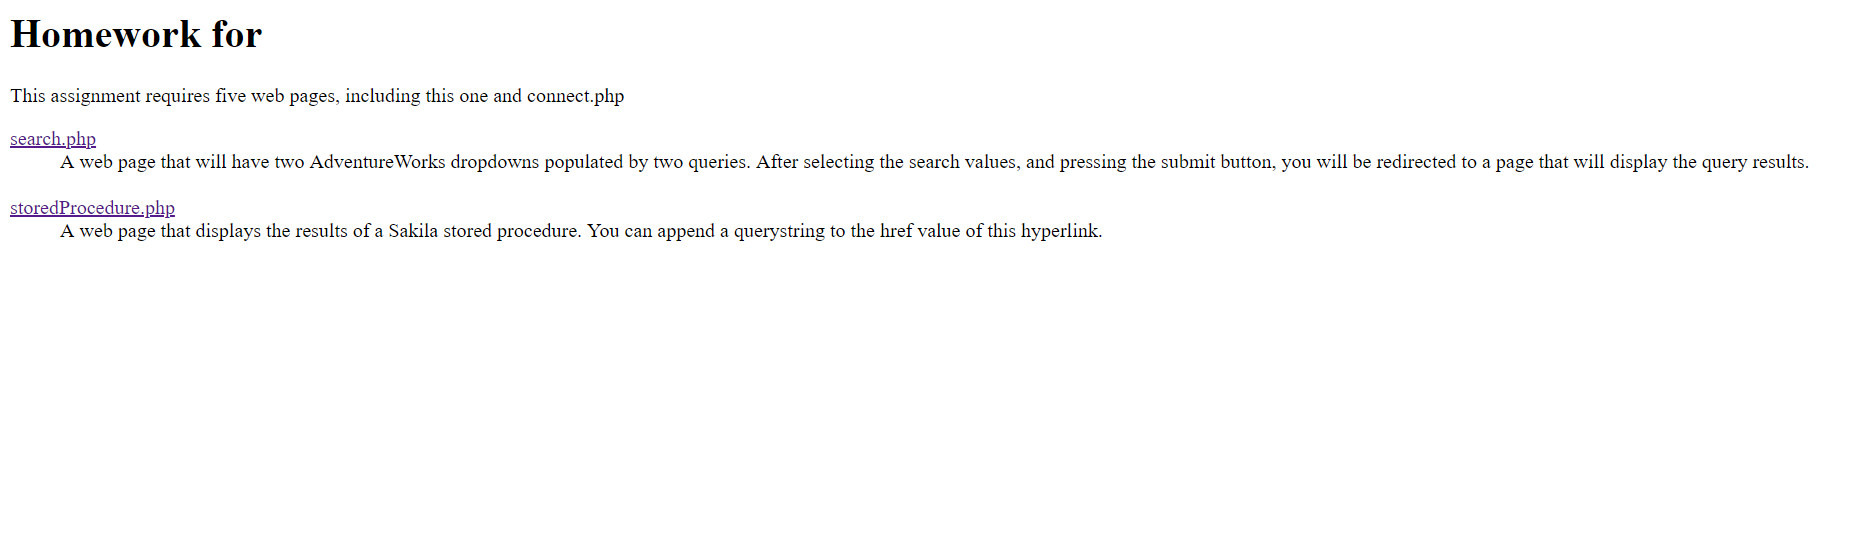 Homework for
This assignment requires five web pages, including this one and connect.php
search.php
A web page that will have two AdventureWorks dropdowns populated by two queries. After selecting the search values, and pressing the submit button, you will be redirected to a page that will display the query results.
storedProcedure.php
A web page that displays the results of a Sakila stored procedure. You can append a querystring to the href value of this hyperlink.